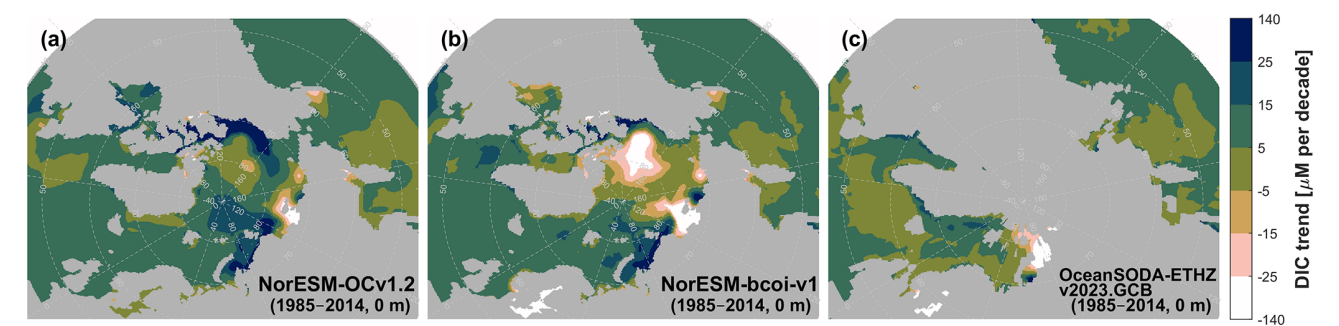 (a)
NorESM-OCv1.2
(1985−2014, 0 m)
(b)
NorESM-bcoi-v1
(1985−2014, 0 m)
(c)
OceanSODA-ETHZ
v2023.GCB
(1985−2014, 0 m)
140
25
15
5
-5
-15
-25
-140
DIC trend [μM per decade]